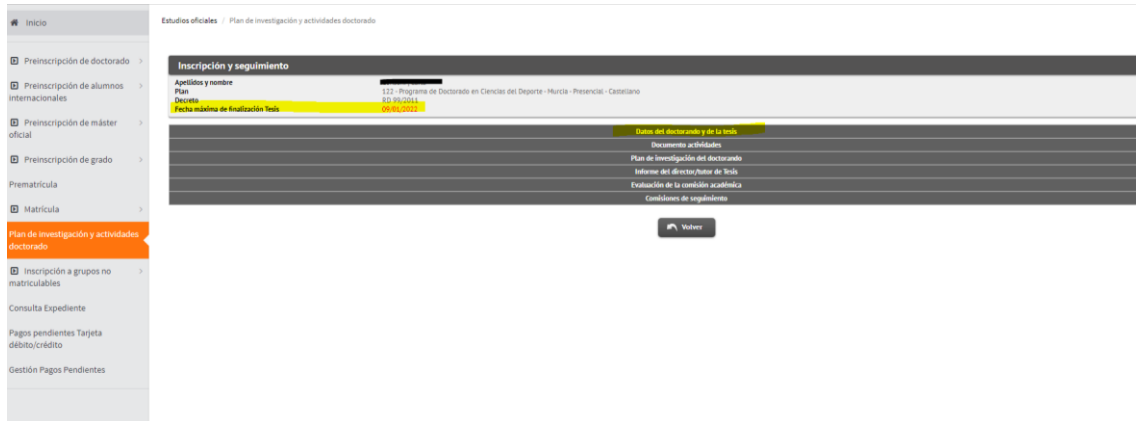 Inicio
Estudios oficiales / Plan de investigación y actividades doctorado
Preinscripción de doctorado
Preinscripción de alumnos
internacionales
Preinscripción de máster
oficial
Preinscripción de grado
Prematrícula
Matrícula
Plan de investigación y actividades
doctorado
Inscripción a grupos no
matriculables
Consulta Expediente
Pagos pendientes Tarjeta
débito/crédito
Gestión Pagos Pendientes
Inscripción y seguimiento
Apellidos y nombre
Plan 122 - Programa de Doctorado en Ciencias del Deporte - Murcia - Presencial - Castellano
Decreto RD 99/2011
Fecha máxima de finalización Tesis 09/01/2022
Datos del doctorando y de la tesis
Documento actividades
Plan de investigación del doctorando
Informe del director/tutor de Tesis
Evaluación de la comisión académica
Comisiones de seguimiento
Volver